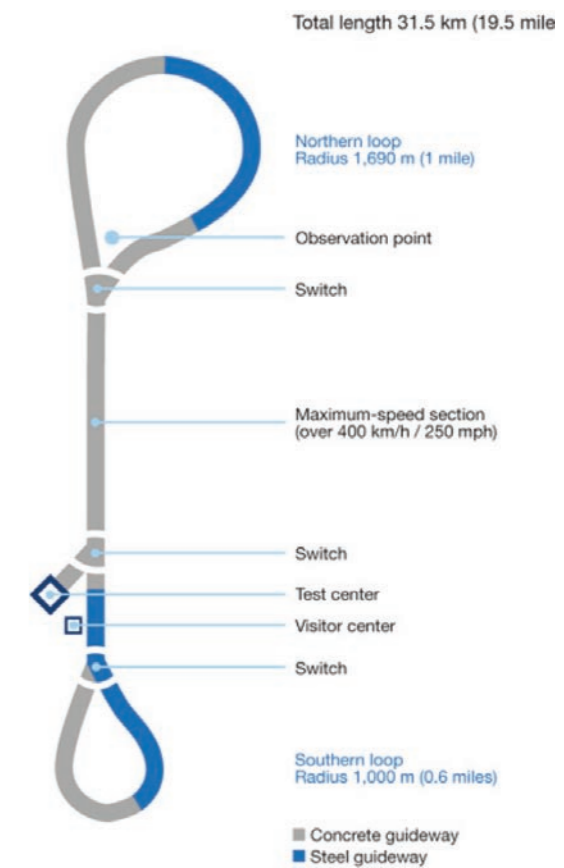 Total length 31.5 km (19.5 mile
Northern loop
Radius 1,690 m (1 mile)
Observation point
Switch
Maximum-speed section
(over 400 km/h / 250 mph)
Switch
Test center
Visitor center
Switch
Southern loop
Radius 1,000 m (0.6 miles)
Concrete guideway
Steel guideway